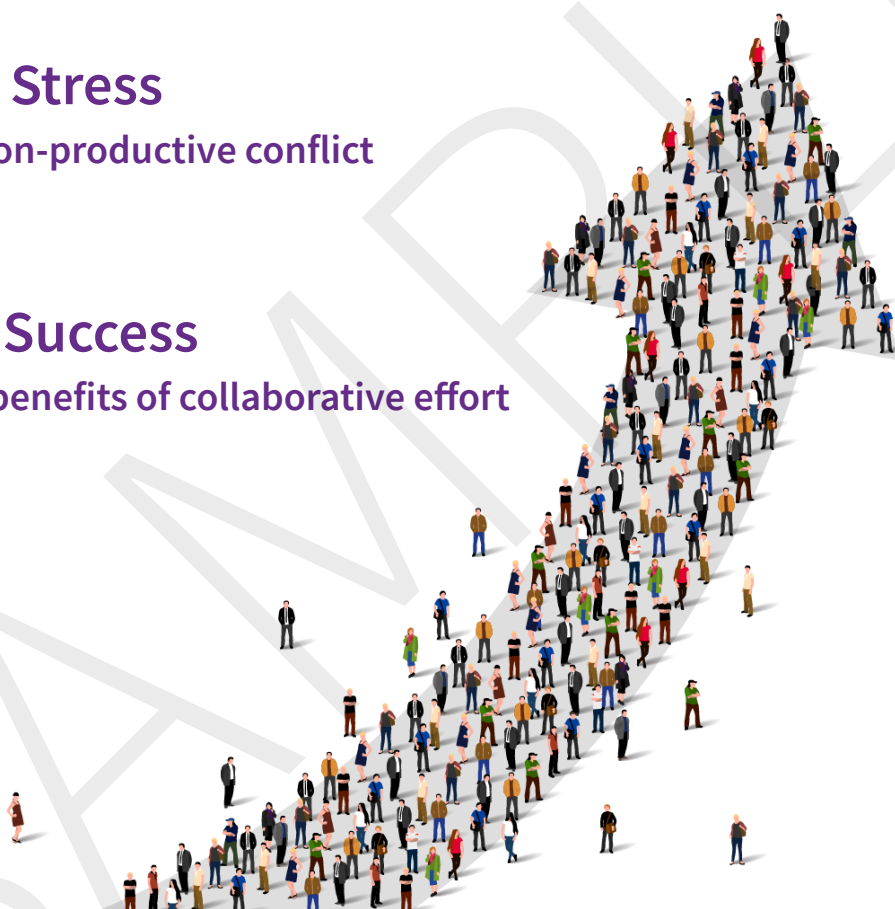 Stress
on-productive conflict
Success
benefits of collaborative effort